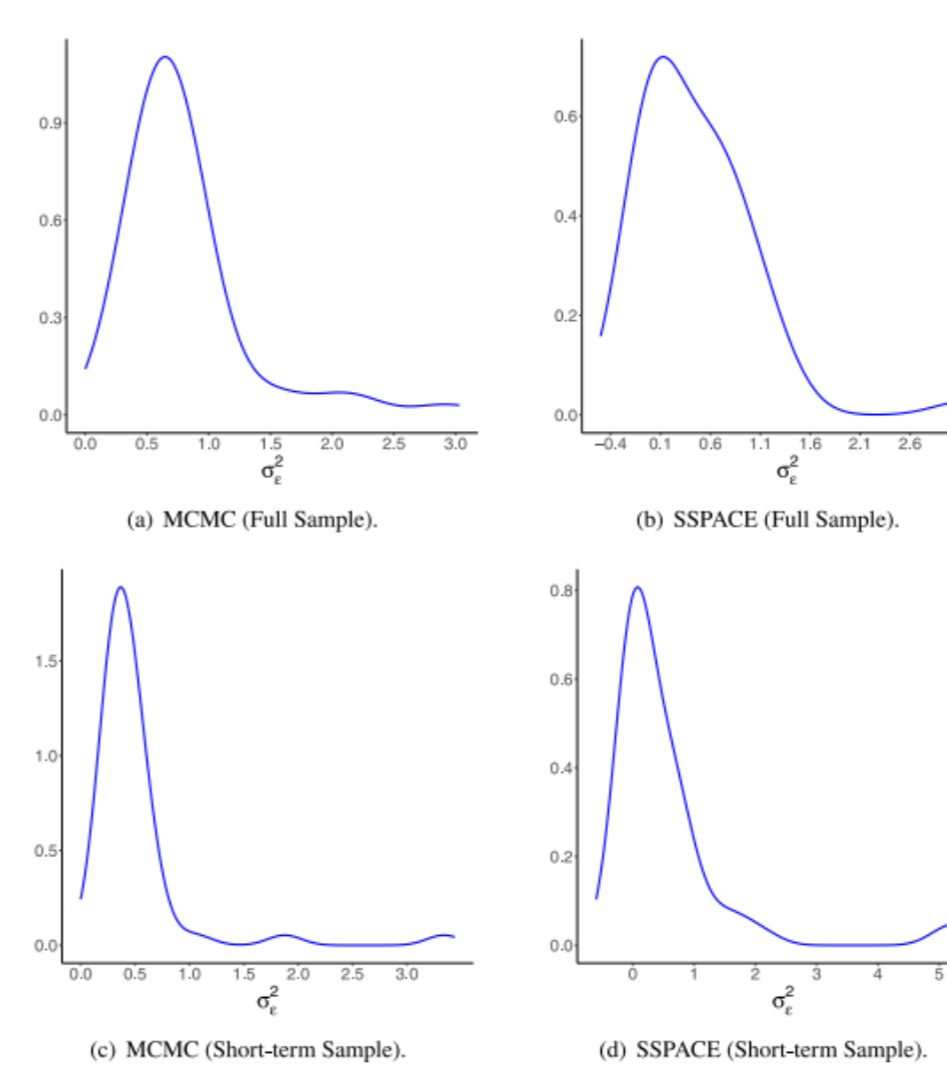 0.9
0.6
0.3
0.0
0.0 0.5 1.0 1.5 2.0 2.5 3.0
σ²ε
(a) MCMC (Full Sample).
0.6
0.4
0.2
0.0
−0.4 0.1 0.6 1.1 1.6 2.1 2.6
σ²ε
(b) SSPACE (Full Sample).
1.5
1.0
0.5
0.0
0.0 0.5 1.0 1.5 2.0 2.5 3.0
σ²ε
(c) MCMC (Short-term Sample).
0.8
0.6
0.4
0.2
0.0
0 1 2 3 4 5
σ²ε
(d) SSPACE (Short-term Sample).